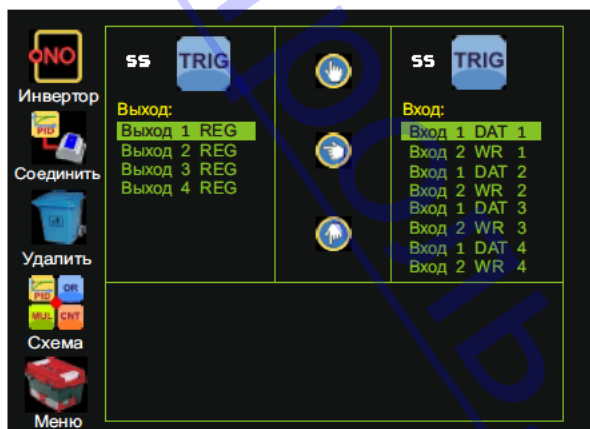 NO
Инвертор
PID
Соединить
Удалить
PID OR
MUL CNT
Схема
Меню
SS TRIG
Выход:
Выход 1 REG
Выход 2 REG
Выход 3 REG
Выход 4 REG
SS TRIG
Вход:
Вход 1 DAT 1
Вход 2 WR 1
Вход 1 DAT 2
Вход 2 WR 2
Вход 1 DAT 3
Вход 2 WR 3
Вход 1 DAT 4
Вход 2 WR 4